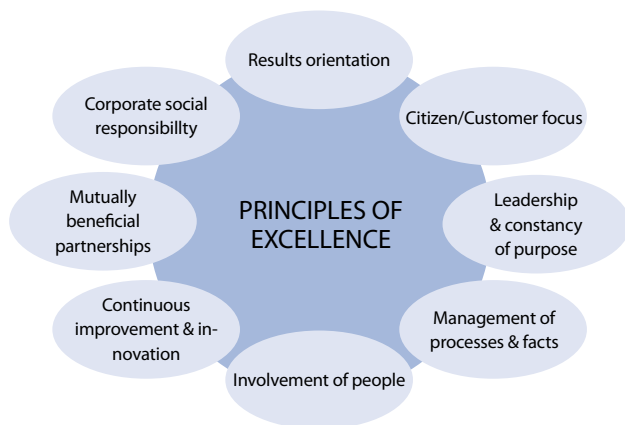 Results orientation
Corporate social
responsibillty
Citizen/Customer focus
Mutually
beneficial
partnerships
PRINCIPLES OF
EXCELLENCE
Leadership
& constancy
of purpose
Continuous
improvement & in-
novation
Management of
processes & facts
Involvement of people